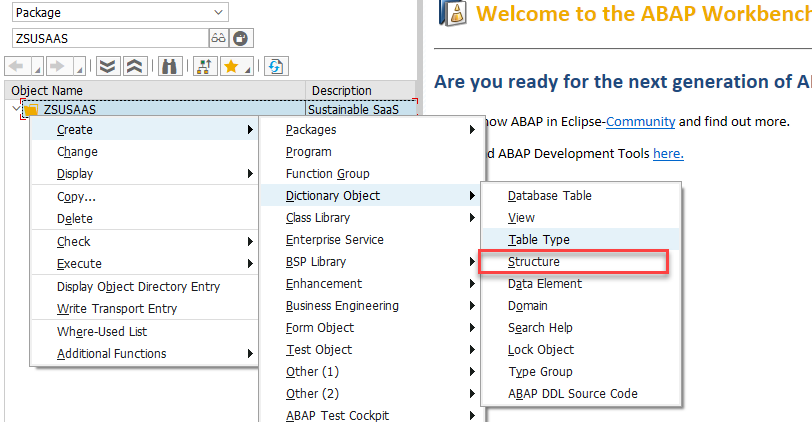 Package
ZSUSAAS
Object Name Description
ZSUSAAS Sustainable SaaS
Create
Change
Display
Copy...
Delete
Check
Execute
Display Object Directory Entry
Write Transport Entry
Where-Used List
Additional Functions
Packages
Program
Function Group
Dictionary Object
Class Library
Enterprise Service
BSP Library
Enhancement
Business Engineering
Form Object
Test Object
Other (1)
Other (2)
ABAP Test Cockpit
Database Table
View
Table Type
Structure
Data Element
Domain
Search Help
Lock Object
Type Group
ABAP DDL Source Code
Welcome to the ABAP Workbench
Are you ready for the next generation of
now ABAP in Eclipse-Community and find out more.
ABAP Development Tools here.